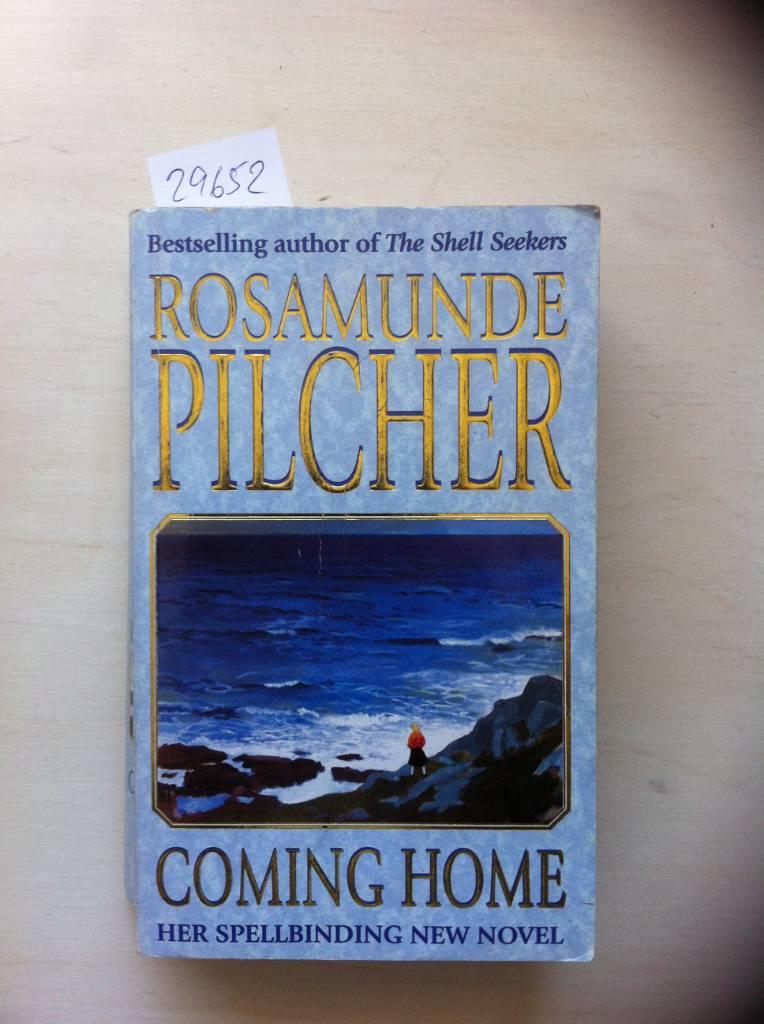 29652
Bestselling author of The Shell Seekers
ROSAMUNDE
PILCHER
COMING HOME
HER SPELLBINDING NEW NOVEL